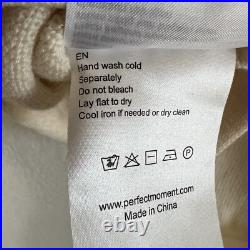 EN
Hand wash cold
Separately
Do not bleach
Lay flat to dry
Cool iron if needed or dry clean
www.perfectmoment.com
Made in China